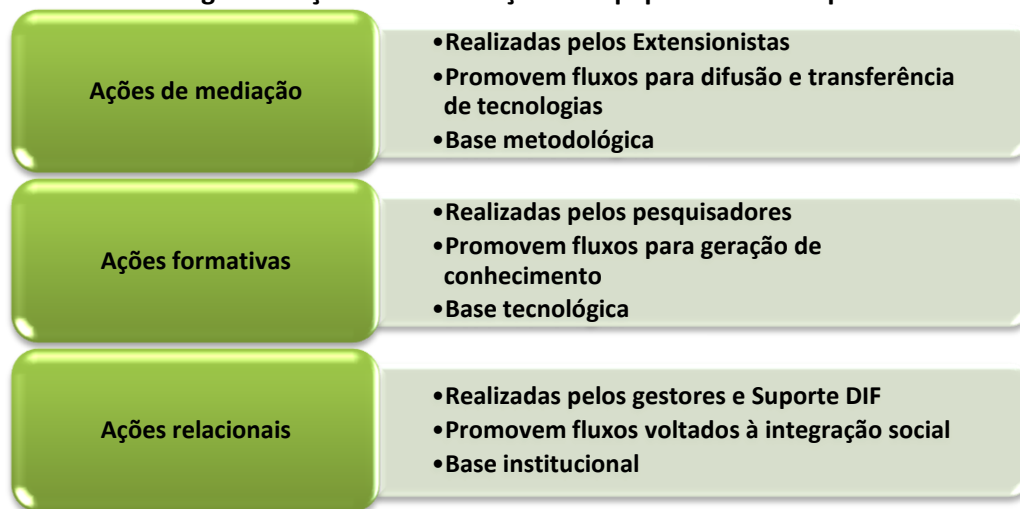 Ações de mediação
•Realizadas pelos Extensionistas
•Promovem fluxos para difusão e transferência
de tecnologias
•Base metodológica
Ações formativas
•Realizadas pelos pesquisadores
•Promovem fluxos para geração de
conhecimento
•Base tecnológica
Ações relacionais
•Realizadas pelos gestores e Suporte DIF
•Promovem fluxos voltados à integração social
•Base institucional